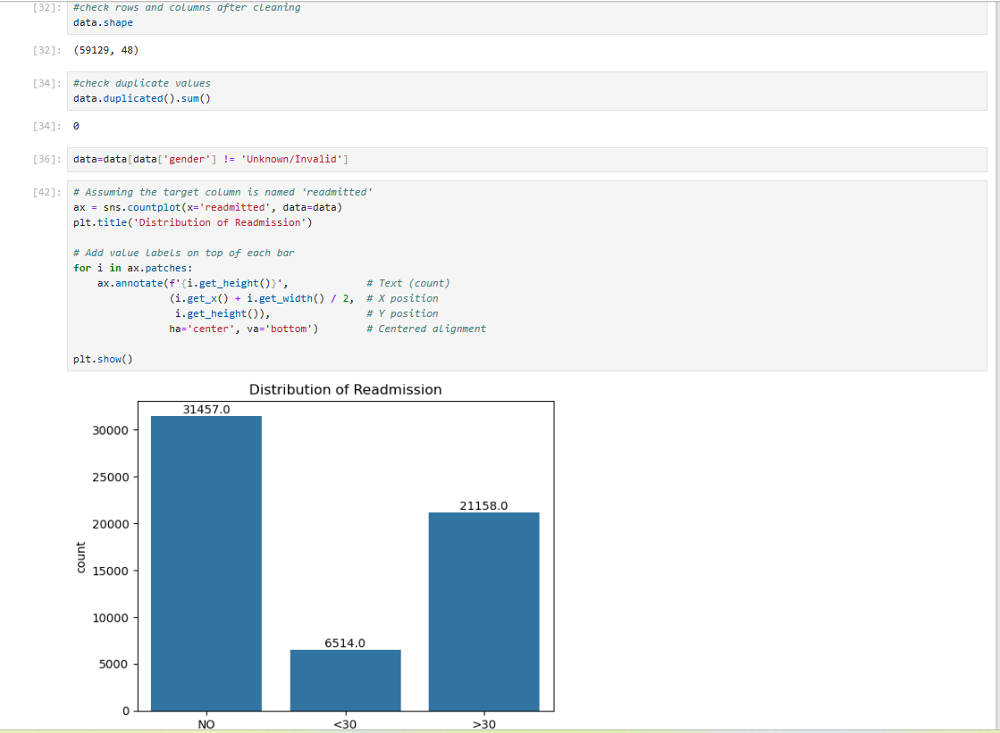 [32]: #check rows and columns after cleaning
data.shape
[32]: (59129, 48)
[34]: #check duplicate values
data.duplicated().sum()
[34]: 0
[36]: data=data[data['gender'] != 'Unknown/Invalid']
[42]: # Assuming the target column is named 'readmitted'
ax = sns.countplot(x='readmitted', data=data)
plt.title('Distribution of Readmission')
# Add value labels on top of each bar
for i in ax.patches:
ax.annotate(f'{i.get_height()}', # Text (count)
(i.get_x() + i.get_width() / 2, # X position
i.get_height()), # Y position
ha='center', va='bottom') # Centered alignment
plt.show()
Distribution of Readmission
31457.0
30000
25000
21158.0
20000
count
15000
10000
6514.0
5000
0
NO <30 >30